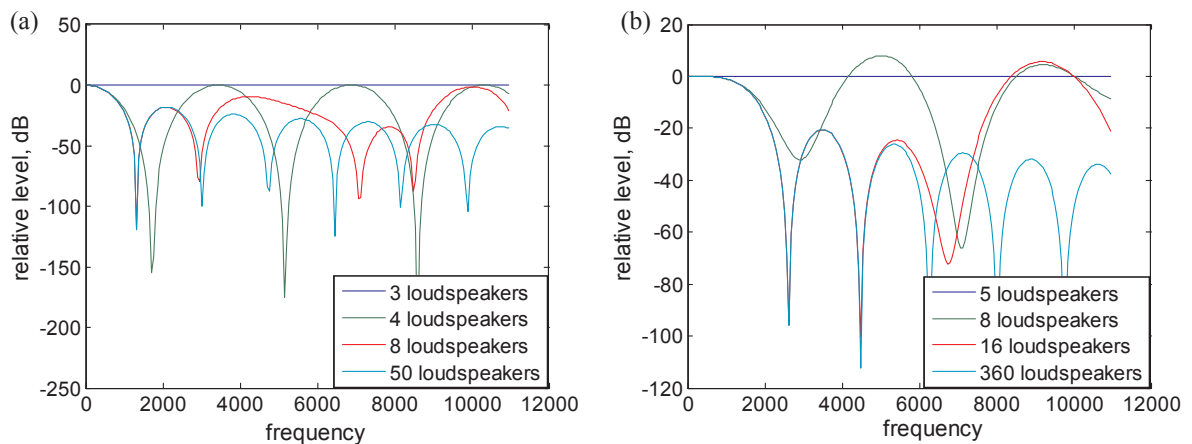 (a)
50
0
-50
-100
-150
-200
-250
relative level, dB
0 2000 4000 6000 8000 10000 12000
frequency
3 loudspeakers
4 loudspeakers
8 loudspeakers
50 loudspeakers
(b)
20
0
-20
-40
-60
-80
-100
-120
relative level, dB
0 2000 4000 6000 8000 10000 12000
frequency
5 loudspeakers
8 loudspeakers
16 loudspeakers
360 loudspeakers